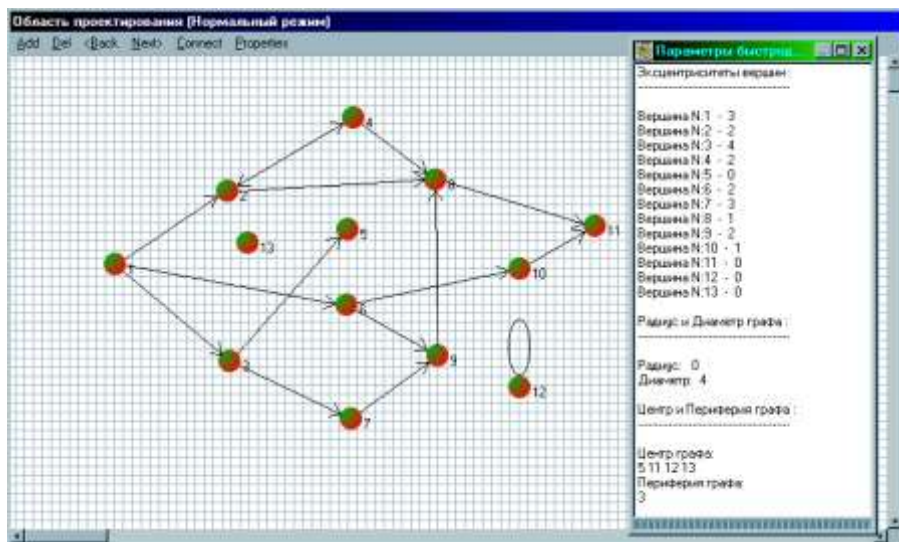 Область проектирования [Нормальный режим]
Add Del <Back Next> Connect Properties
Параметры быстрод...
Эксцентриситеты вершин :
Вершина N:1 - 3
Вершина N:2 - 2
Вершина N:3 - 4
Вершина N:4 - 2
Вершина N:5 - 0
Вершина N:6 - 2
Вершина N:7 - 3
Вершина N:8 - 1
Вершина N:9 - 2
Вершина N:10 - 1
Вершина N:11 - 0
Вершина N:12 - 0
Вершина N:13 - 0
Радиус и Диаметр графа :
Радиус: 0
Диаметр: 4
Центр и Периферия графа :
Центр графа:
5 11 12 13
Периферия графа:
3
4
2
8
5
11
13
10
6
3
9
12
7